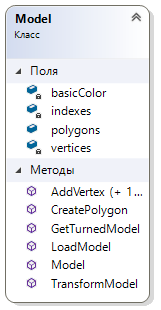 Model
Класс
Поля
basicColor
indexes
polygons
vertices
Методы
AddVertex (+ 1...
CreatePolygon
GetTurnedModel
LoadModel
Model
TransformModel